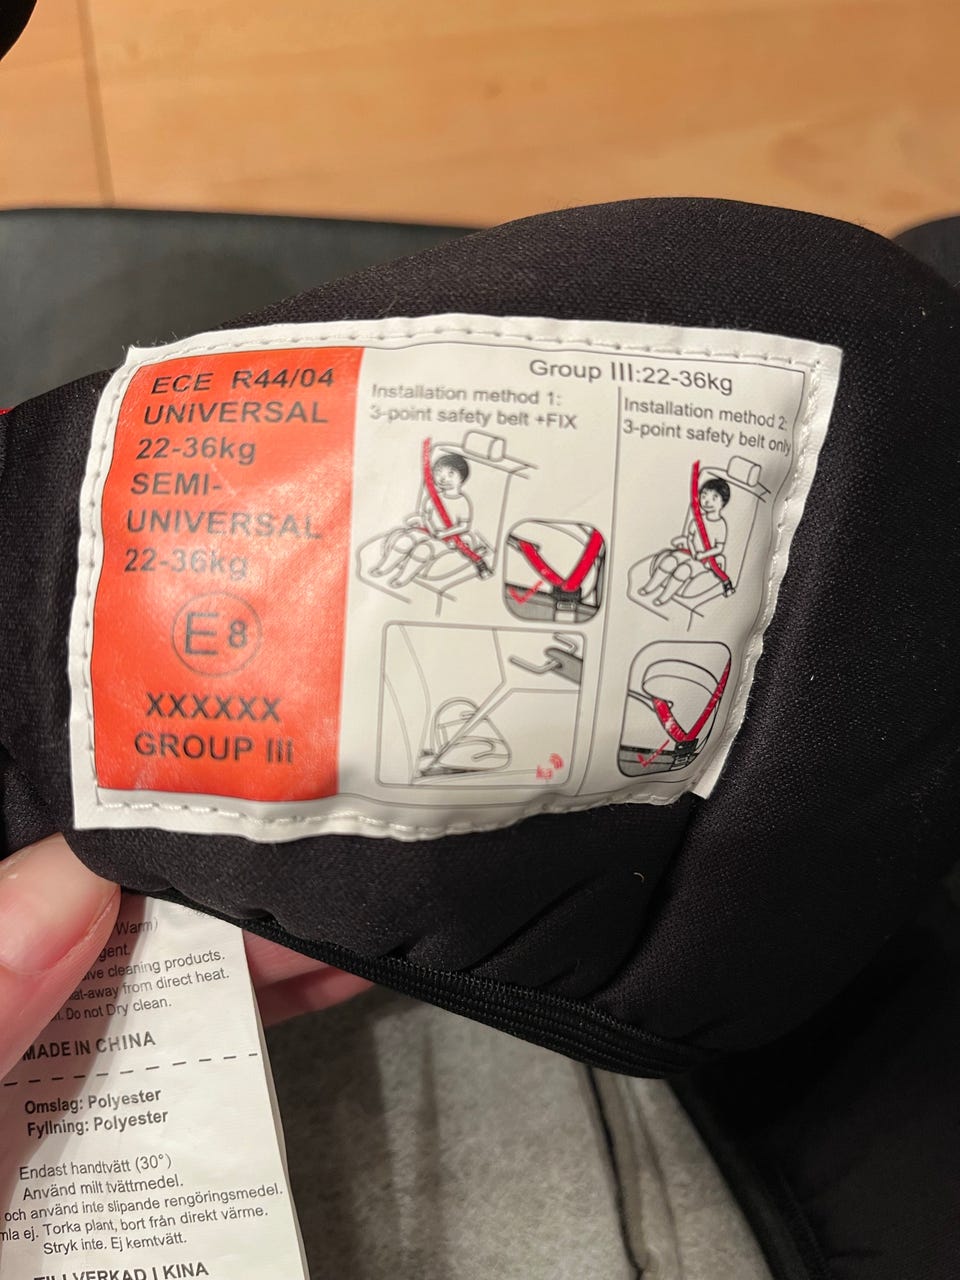 ECE R44/04
UNIVERSAL
22-36kg
SEMI-
UNIVERSAL
22-36kg
E8
XXXXXX
GROUP III
Group III:22-36kg
Installation method 1:
3-point safety belt +FIX
Installation method 2:
3-point safety belt only
Warm)
gent.
ive cleaning products.
at-away from direct heat.
. Do not Dry clean.
MADE IN CHINA
Omslag: Polyester
Fyllning: Polyester
Endast handtvätt (30°)
Använd milt tvättmedel.
och använd inte slipande rengöringsmedel.
mla ej. Torka plant, bort från direkt värme.
Stryk inte. Ej kemtvätt.
TILLVERKAD I KINA